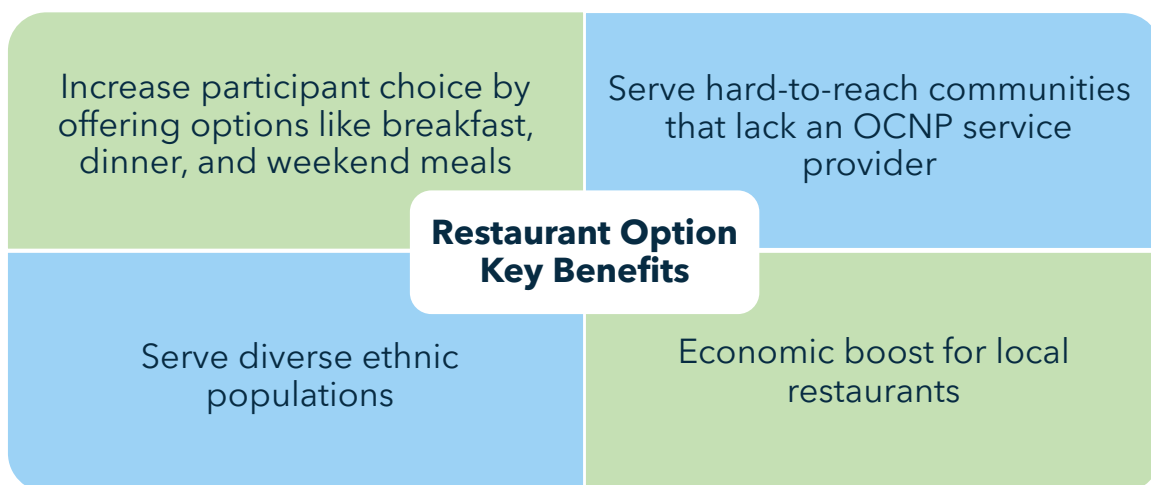 Increase participant choice by
offering options like breakfast,
dinner, and weekend meals
Serve hard-to-reach communities
that lack an OCNP service
provider
Restaurant Option
Key Benefits
Serve diverse ethnic
populations
Economic boost for local
restaurants